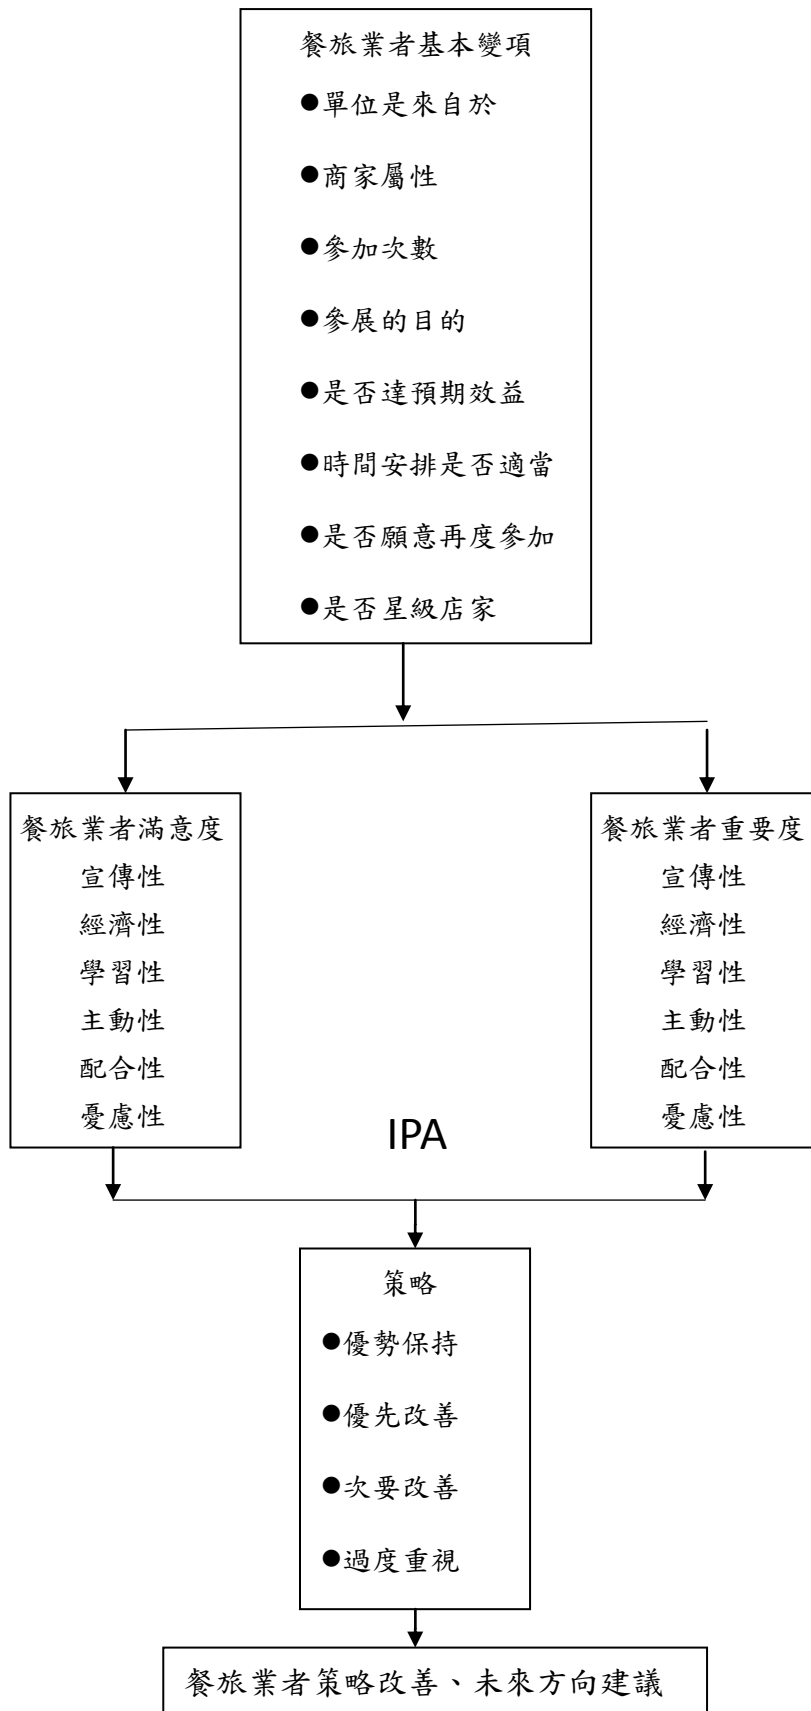 餐旅業者基本變項
●單位是來自於
●商家屬性
●參加次數
●參展的目的
●是否達預期效益
●時間安排是否適當
●是否願意再度參加
●是否星級店家
餐旅業者滿意度
宣傳性
經濟性
學習性
主動性
配合性
憂慮性
餐旅業者重要度
宣傳性
經濟性
學習性
主動性
配合性
憂慮性
IPA
策略
●優勢保持
●優先改善
●次要改善
●過度重視
餐旅業者策略改善、未來方向建議